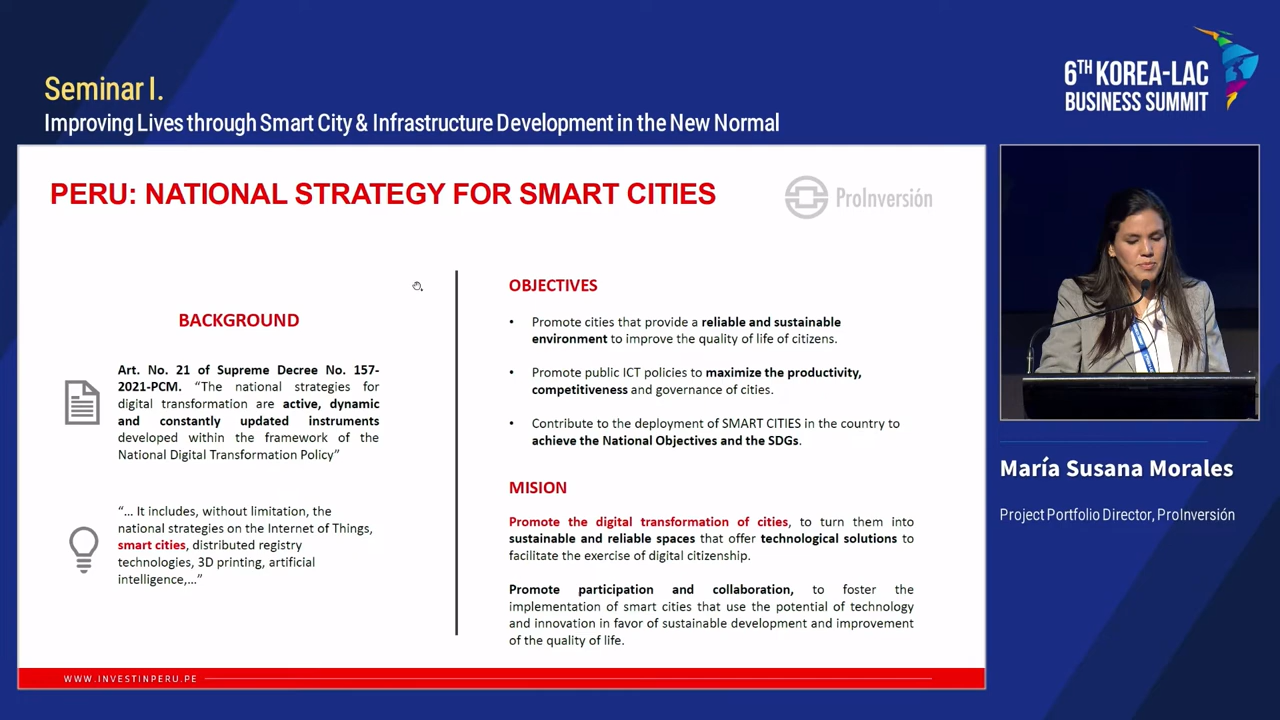 Seminar I.
Improving Lives through Smart City & Infrastructure Development in the New Normal
6TH KOREA-LAC
BUSINESS SUMMIT
PERU: NATIONAL STRATEGY FOR SMART CITIES
ProInversión
BACKGROUND
Art. No. 21 of Supreme Decree No. 157-
2021-PCM. “The national strategies for
digital transformation are active, dynamic
and constantly updated instruments
developed within the framework of the
National Digital Transformation Policy”
“... It includes, without limitation, the
national strategies on the Internet of Things,
smart cities, distributed registry
technologies, 3D printing, artificial
intelligence,...”
OBJECTIVES
• Promote cities that provide a reliable and sustainable
environment to improve the quality of life of citizens.
• Promote public ICT policies to maximize the productivity,
competitiveness and governance of cities.
• Contribute to the deployment of SMART CITIES in the country to
achieve the National Objectives and the SDGs.
MISION
Promote the digital transformation of cities, to turn them into
sustainable and reliable spaces that offer technological solutions to
facilitate the exercise of digital citizenship.
Promote participation and collaboration, to foster the
implementation of smart cities that use the potential of technology
and innovation in favor of sustainable development and improvement
of the quality of life.
WWW.INVESTINPERU.PE
María Susana Morales
Project Portfolio Director, ProInversión